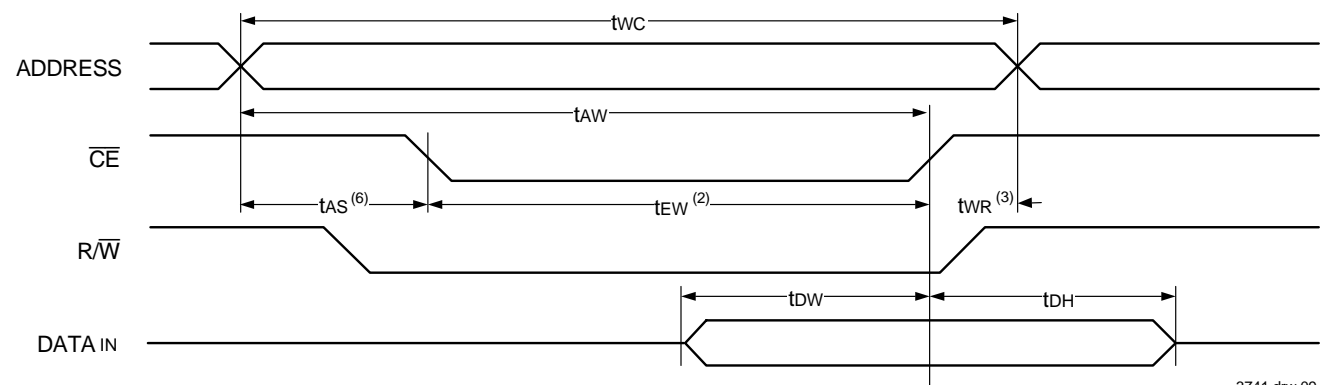 tWC
ADDRESS
tAW
CE
tAS (6)
tEW (2)
tWR (3)
R/W
tDW
tDH
DATA IN